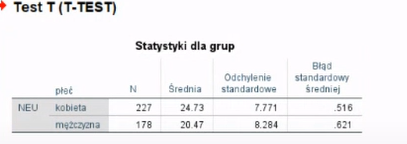 Test T (T-TEST)
Statystyki dla grup
płeć N Średnia Odchylenie standardowe Błąd standardowy średniej
NEU kobieta 227 24.73 7.771 .516
mężczyzna 178 20.47 8.284 .621